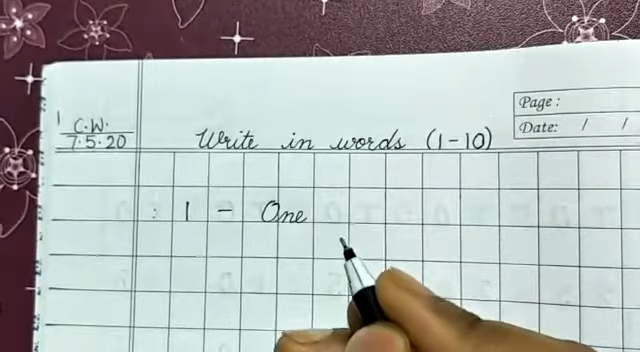 C.W.
7.5.20
Page :
Date: / /
Write in words (1-10)
: 1 - One